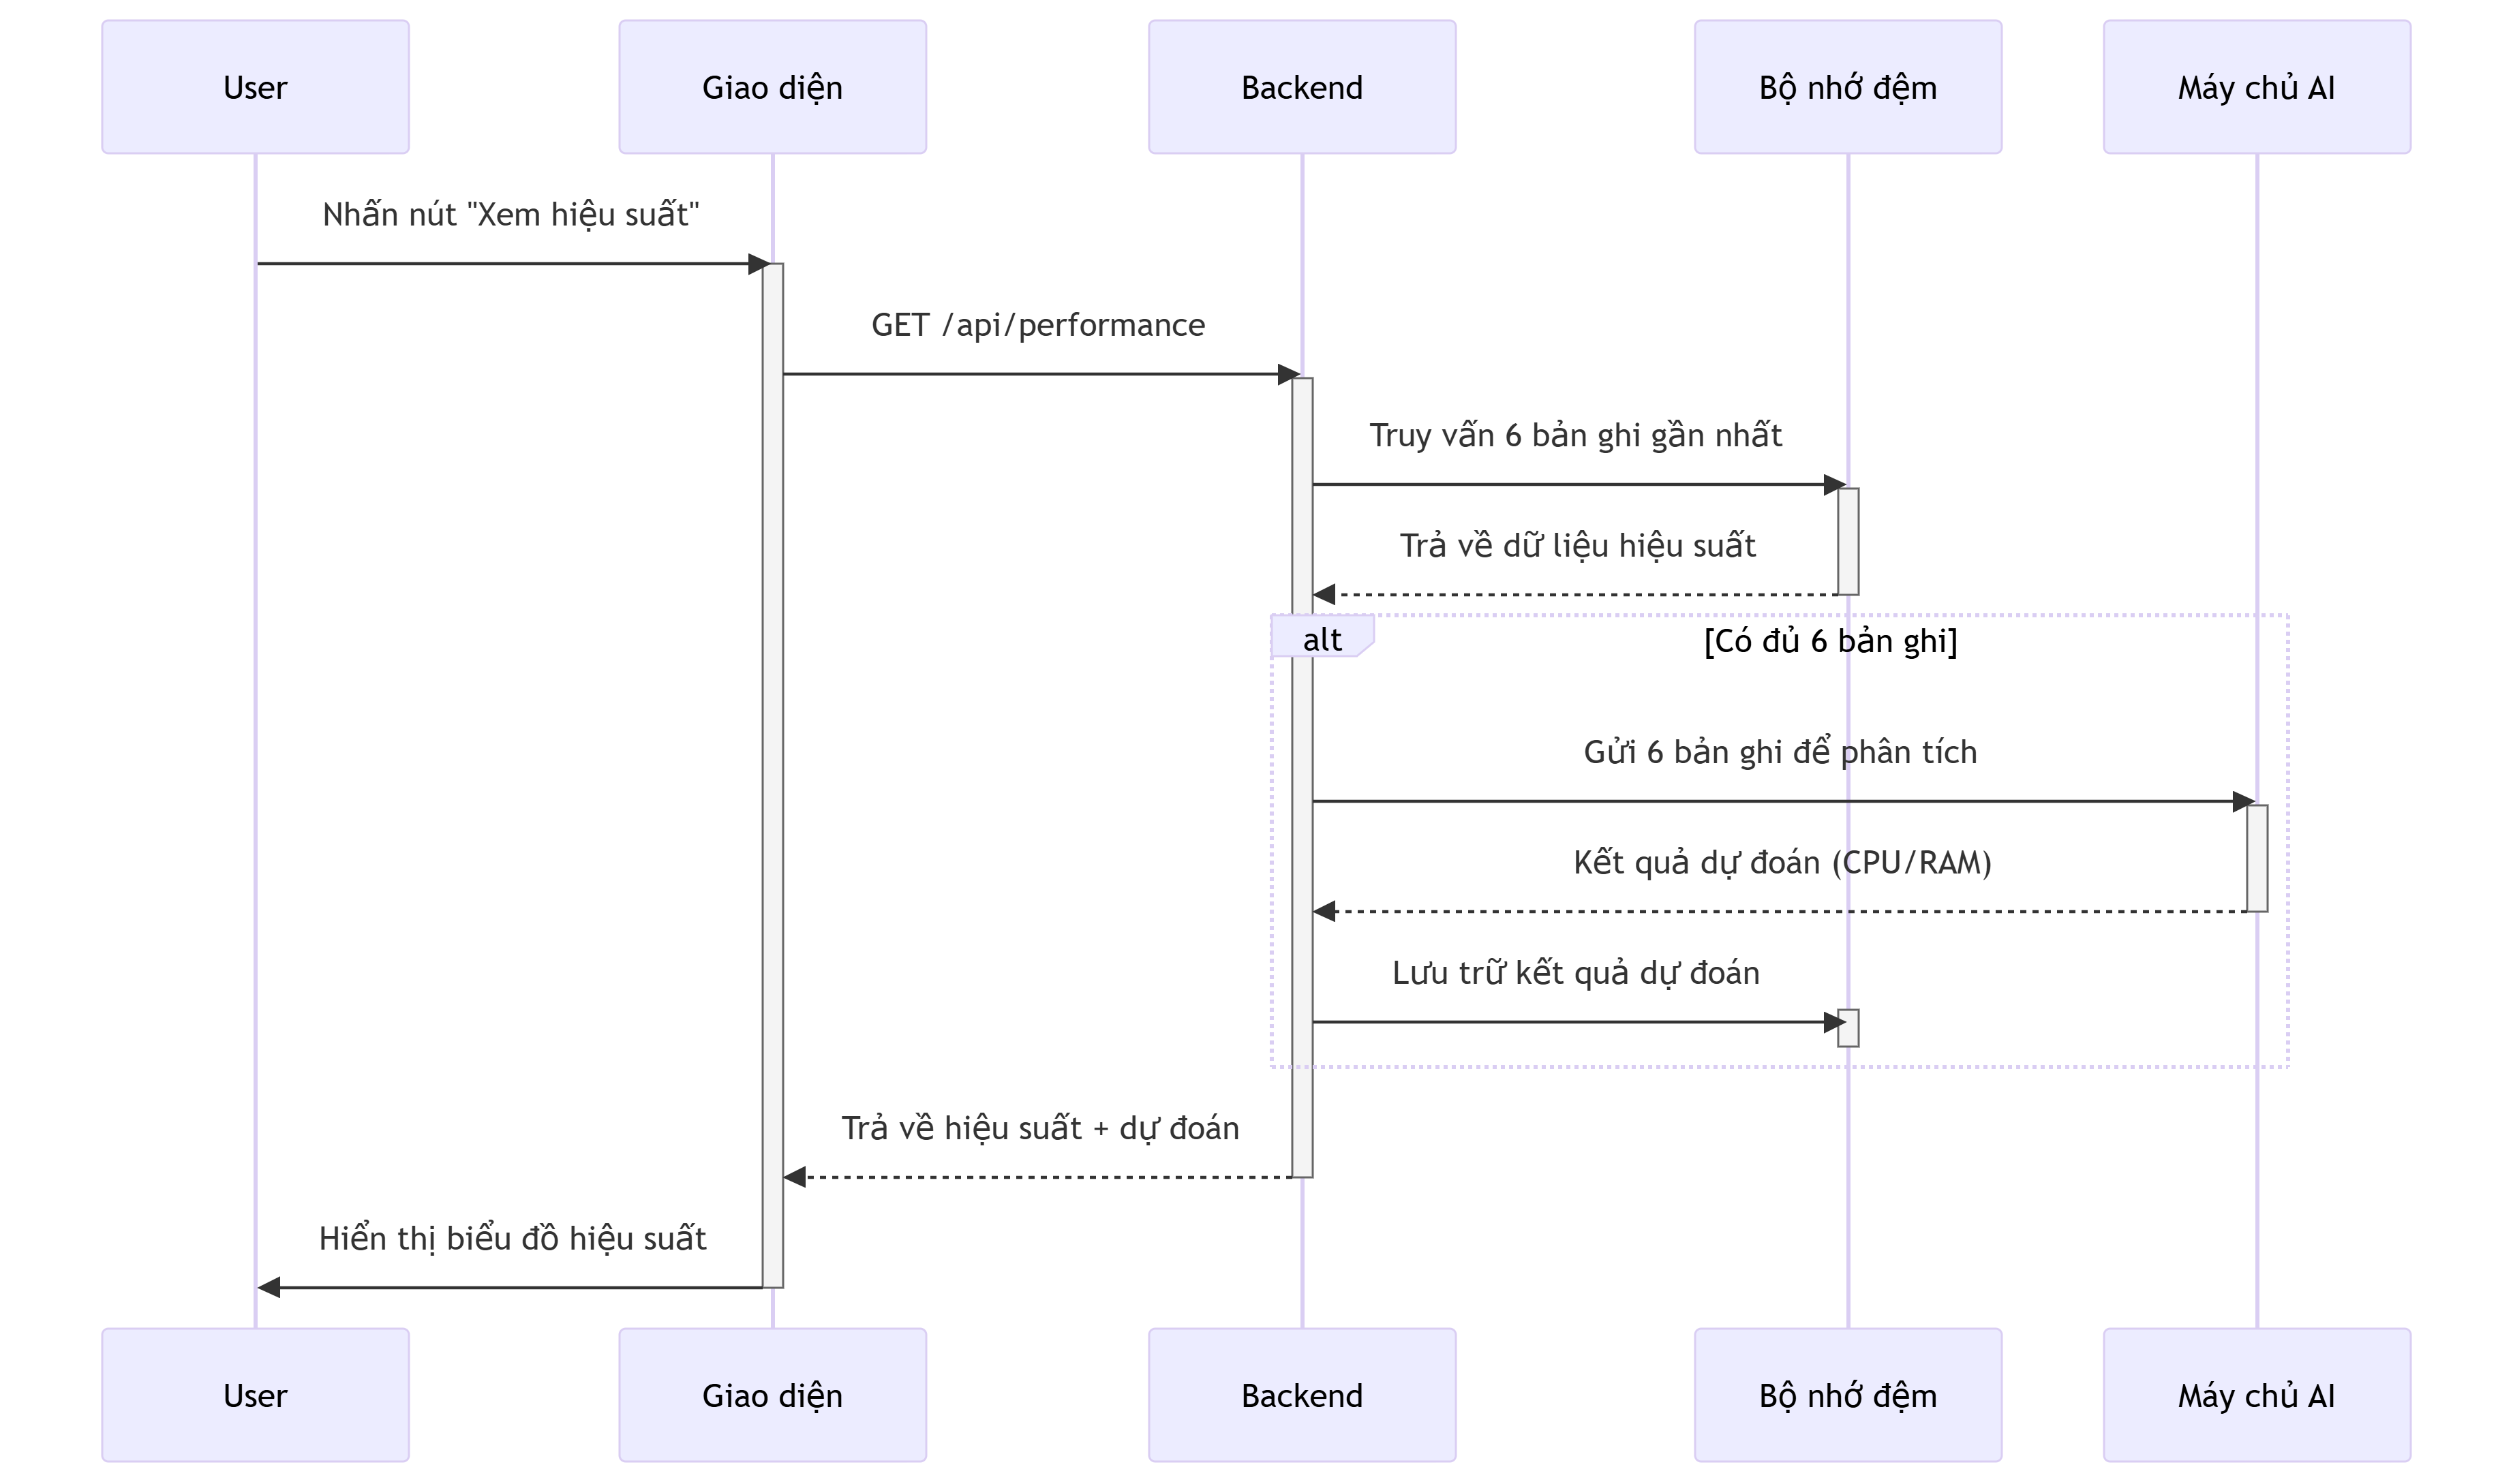 User
Giao diện
Backend
Bộ nhớ đệm
Máy chủ AI
Nhấn nút "Xem hiệu suất"
GET /api/performance
Truy vấn 6 bản ghi gần nhất
Trả về dữ liệu hiệu suất
alt
[Có đủ 6 bản ghi]
Gửi 6 bản ghi để phân tích
Kết quả dự đoán (CPU/RAM)
Lưu trữ kết quả dự đoán
Trả về hiệu suất + dự đoán
Hiển thị biểu đồ hiệu suất
User
Giao diện
Backend
Bộ nhớ đệm
Máy chủ AI